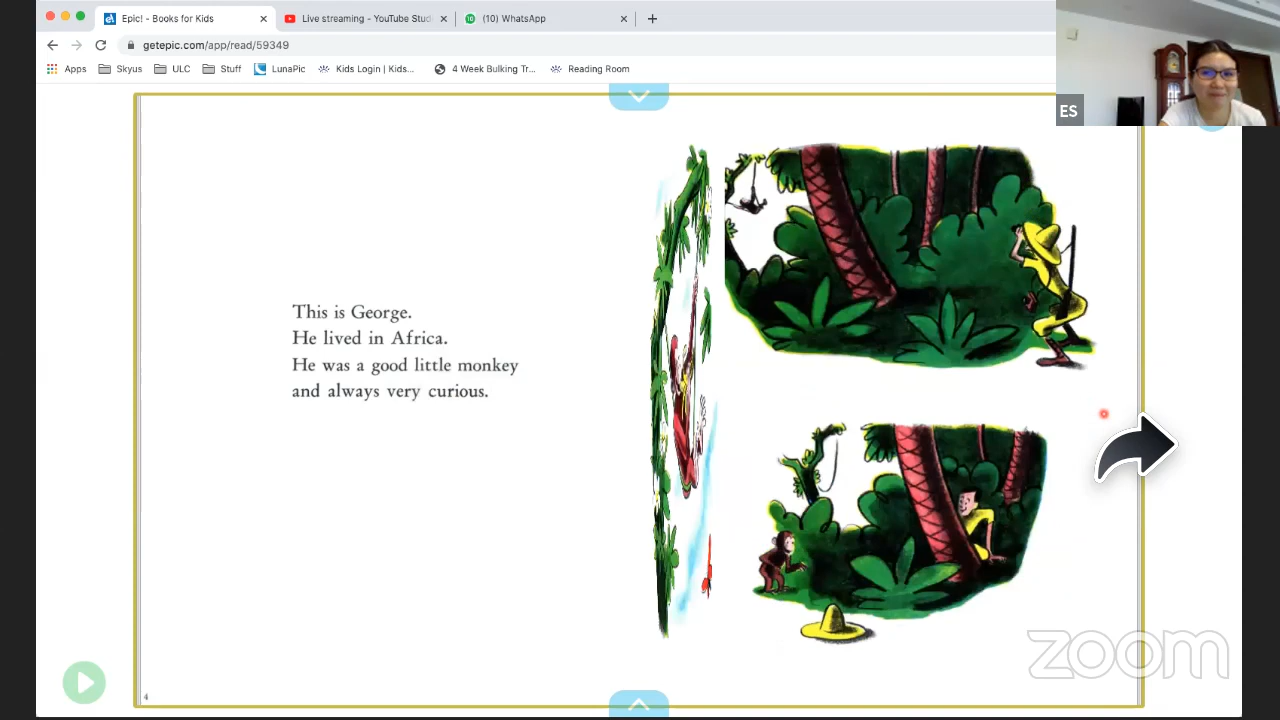 Epic! - Books for Kids
Live streaming - YouTube Stud
(10) WhatsApp
getepic.com/app/read/59349
Apps
Skyus
ULC
Stuff
LunaPic
Kids Login | Kids...
4 Week Bulking Tr...
Reading Room
ES
This is George.
He lived in Africa.
He was a good little monkey
and always very curious.
4
zoom